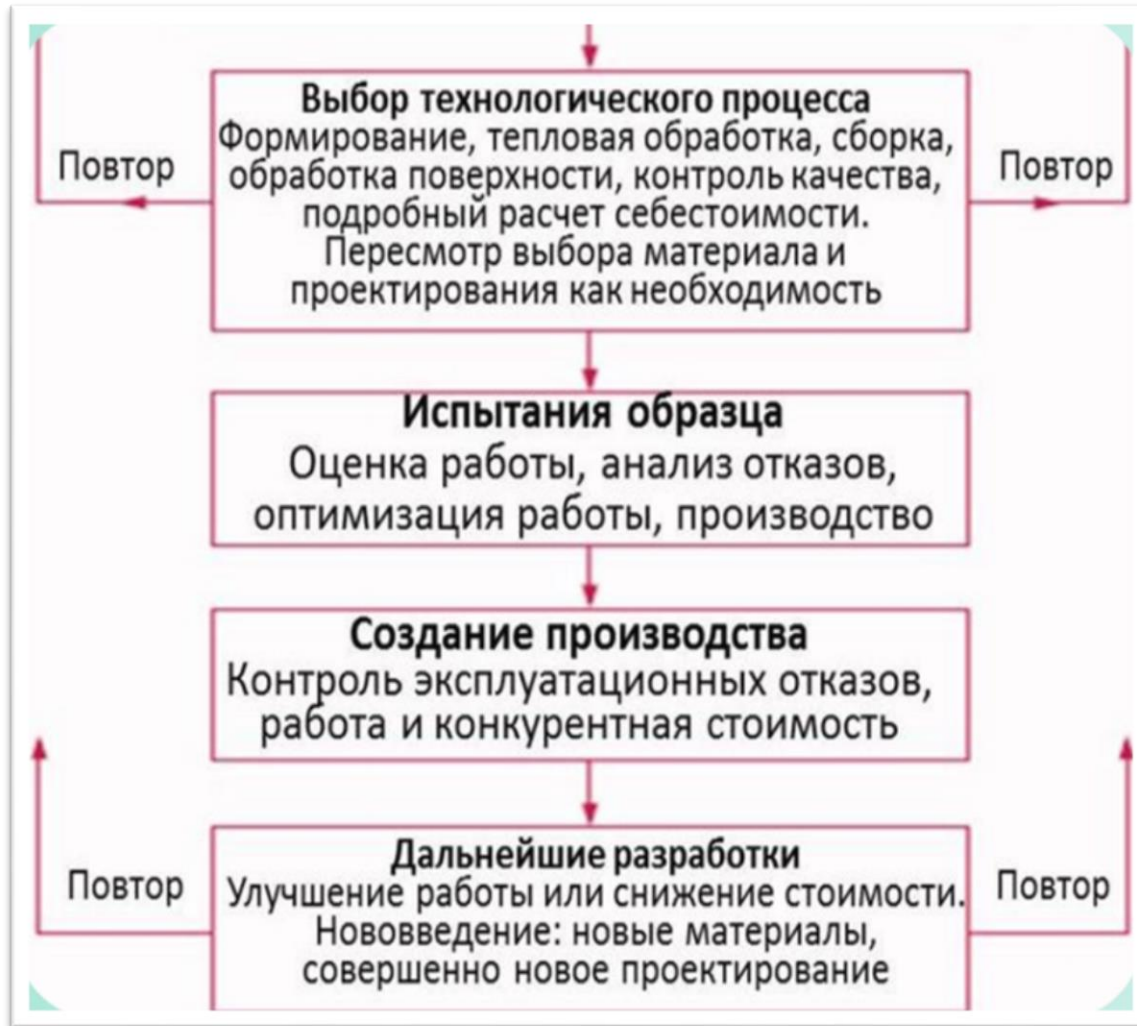 Выбор технологического процесса
Формирование, тепловая обработка, сборка,
обработка поверхности, контроль качества,
подробный расчет себестоимости.
Пересмотр выбора материала и
проектирования как необходимость
Повтор
Повтор
Испытания образца
Оценка работы, анализ отказов,
оптимизация работы, производство
Создание производства
Контроль эксплуатационных отказов,
работа и конкурентная стоимость
Дальнейшие разработки
Улучшение работы или снижение стоимости.
Нововведение: новые материалы,
совершенно новое проектирование
Повтор
Повтор